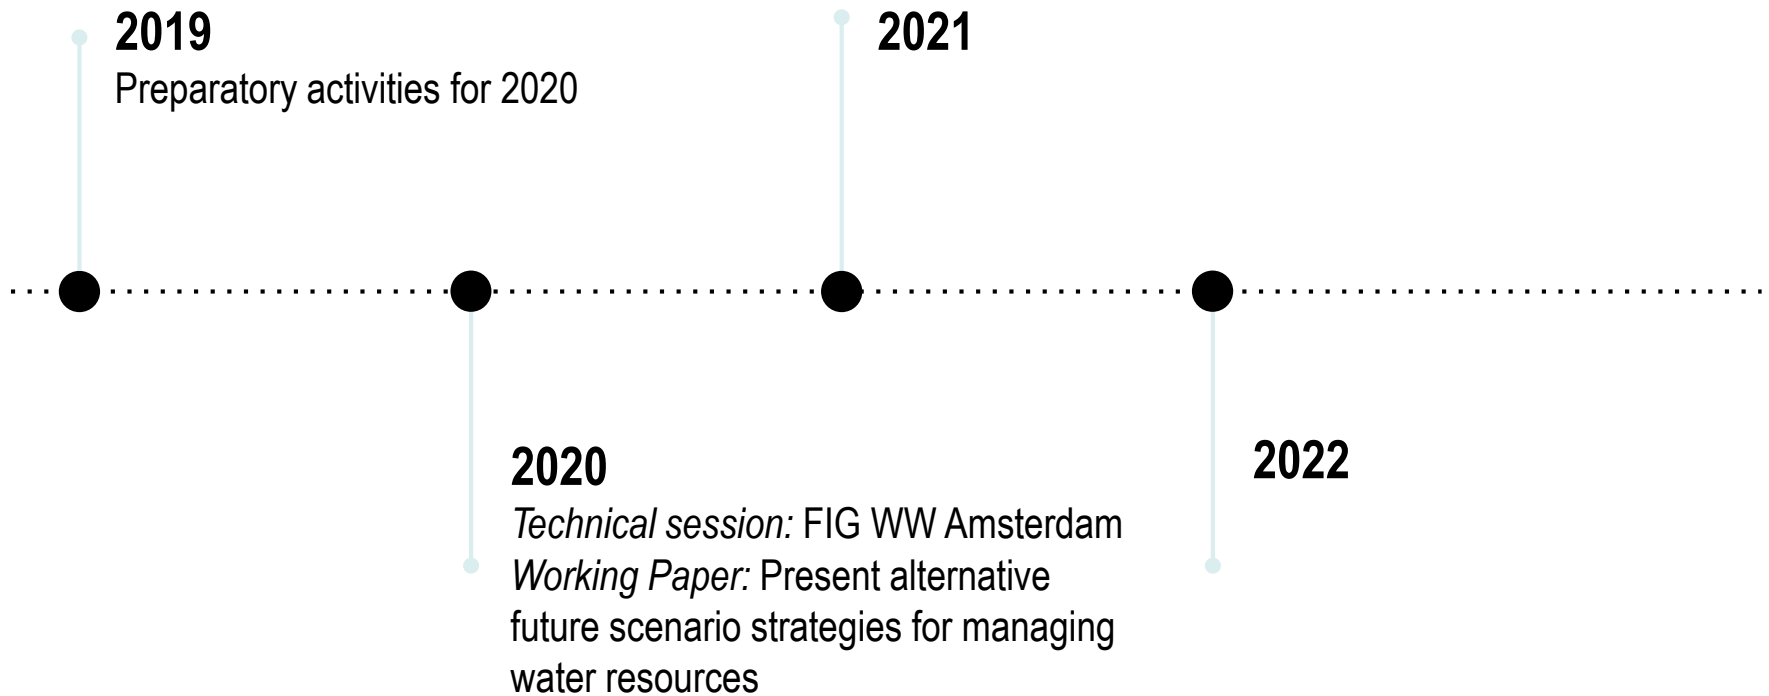 2019
Preparatory activities for 2020
2021
2020
Technical session: FIG WW Amsterdam
Working Paper: Present alternative
future scenario strategies for managing
water resources
2022